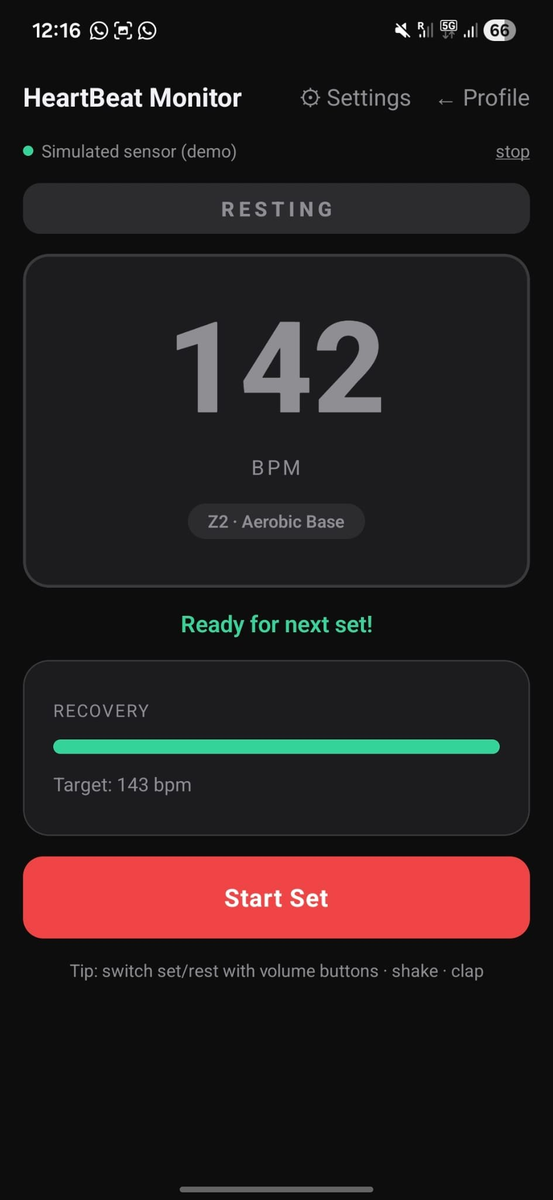 12:16
R 5G 66
HeartBeat Monitor
Settings ← Profile
Simulated sensor (demo)
stop
RESTING
142
BPM
Z2 · Aerobic Base
Ready for next set!
RECOVERY
Target: 143 bpm
Start Set
Tip: switch set/rest with volume buttons · shake · clap